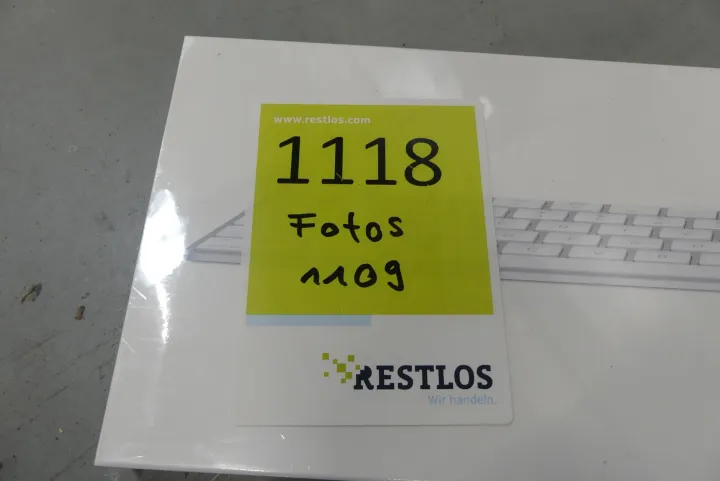 www.restlos.com
1118
Fotos
1109
RESTLOS
Wir handeln.